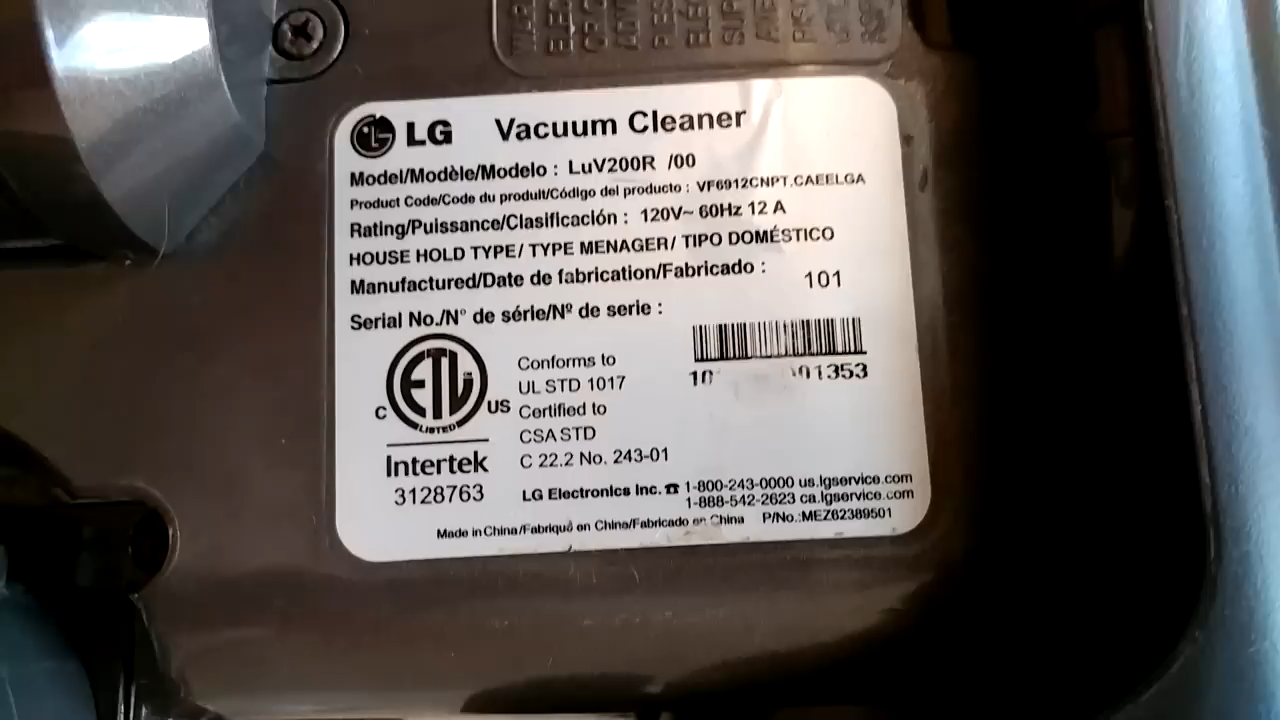 LG Vacuum Cleaner
Model/Modèle/Modelo : LuV200R /00
Product Code/Code du produit/Código del producto : VF6912CNPT.CAEELGA
Rating/Puissance/Clasificación : 120V~ 60Hz 12 A
HOUSE HOLD TYPE/ TYPE MENAGER/ TIPO DOMÉSTICO
Manufactured/Date de fabrication/Fabricado : 101
Serial No./N° de série/Nº de serie :
1353
C ETL US
LISTED
Intertek
3128763
Conforms to
UL STD 1017
Certified to
CSA STD
C 22.2 No. 243-01
LG Electronics Inc. ☎ 1-800-243-0000 us.lgservice.com
1-888-542-2623 ca.lgservice.com
Made in China/Fabriqué en China/Fabricado en China P/No.:MEZ62389501